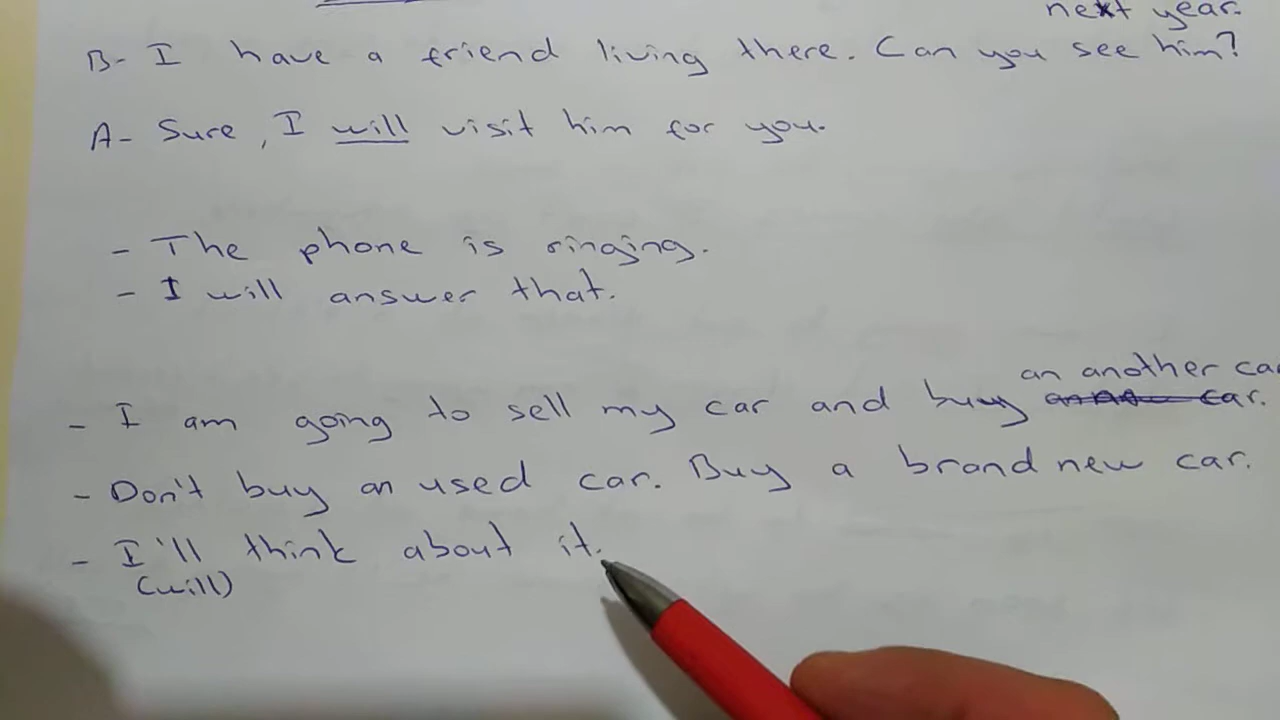 next year.
B- I have a friend living there. Can you see him?
A- Sure, I will visit him for you.
- The phone is ringing.
- I will answer that.
an another ca
- I am going to sell my car and buy car.
- Don't buy an used car. Buy a brand new car.
- I'll think about it.
(will)